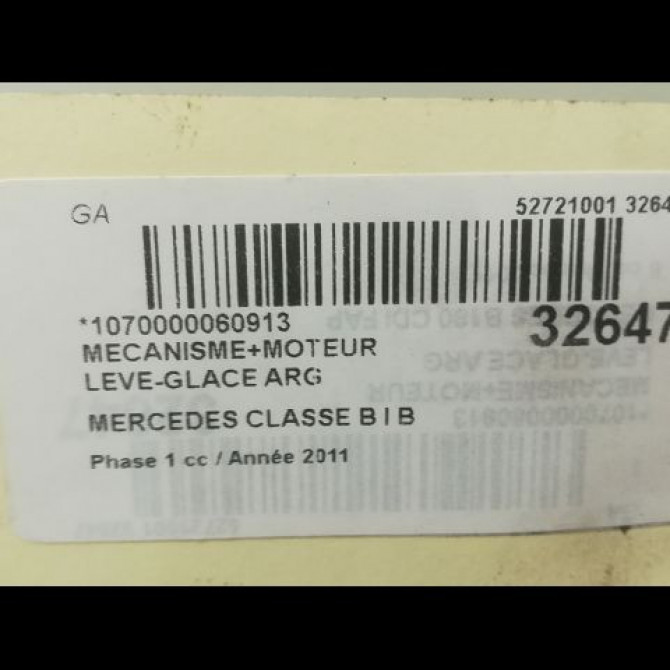 GA
52721001 3264
*1070000060913
32647
MECANISME+MOTEUR
LEVE-GLACE ARG
MERCEDES CLASSE B I B
Phase 1 cc / Année 2011